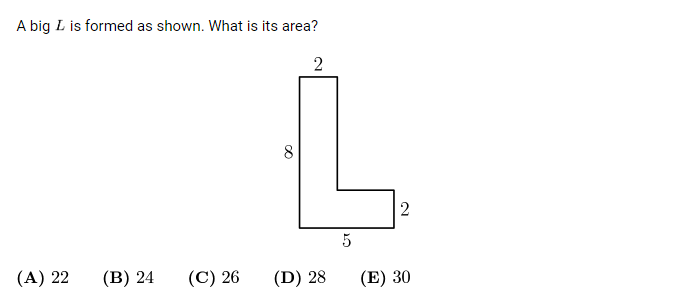 A big L is formed as shown. What is its area?
2
8
2
5
(A) 22 (B) 24 (C) 26 (D) 28 (E) 30